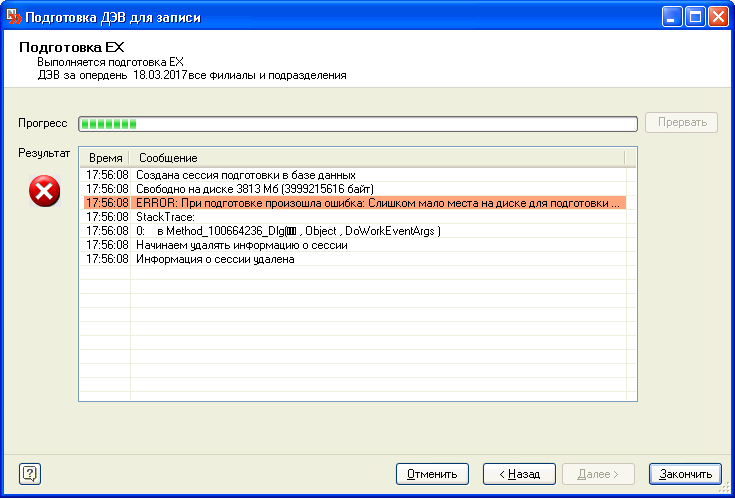 Подготовка ДЭВ для записи
Подготовка EX
Выполняется подготовка EX
ДЭВ за опердень 18.03.2017все филиалы и подразделения
Прогресс
Прервать
Результат
Время Сообщение
17:56:08 Создана сессия подготовки в базе данных
17:56:08 Свободно на диске 3813 Мб (3999215616 байт)
17:56:08 ERROR: При подготовке произошла ошибка: Слишком мало места на диске для подготовки ...
17:56:08 StackTrace:
17:56:08 0: в Method_100664236_Dlg( , Object , DoWorkEventArgs )
17:56:08 Начинаем удалять информацию о сессии
17:56:08 Информация о сессии удалена
?
Отменить
< Назад
Далее >
Закончить